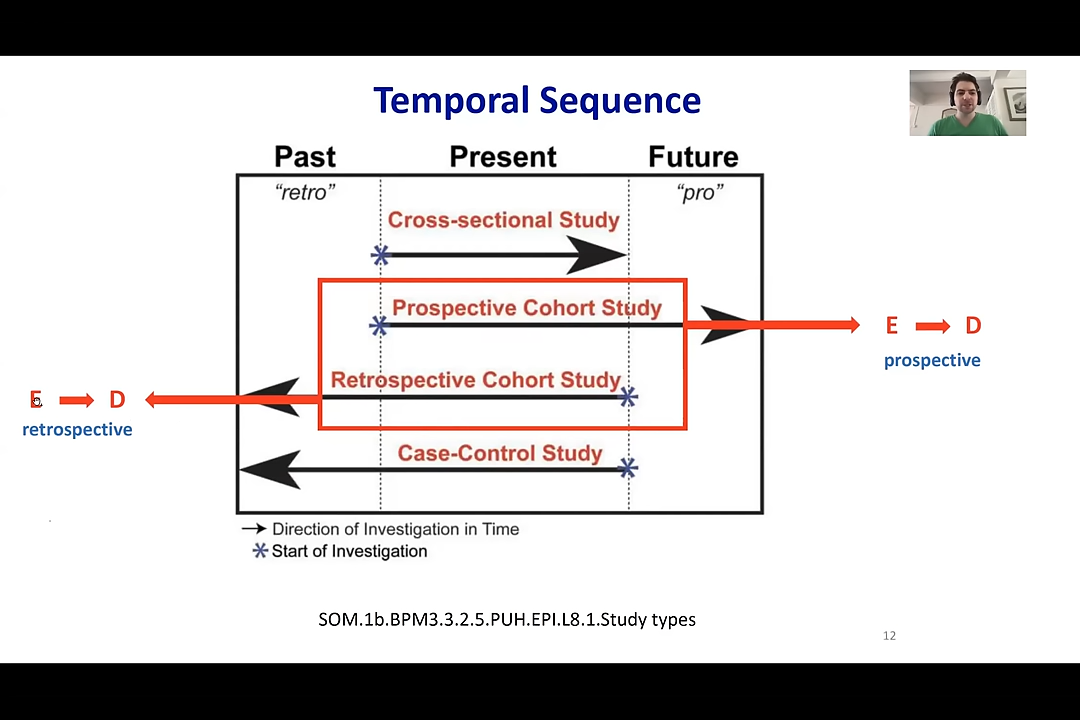 Temporal Sequence
Past Present Future
“retro” “pro”
Cross-sectional Study
Prospective Cohort Study
E D
prospective
Retrospective Cohort Study
E D
retrospective
Case-Control Study
Direction of Investigation in Time
Start of Investigation
SOM.1b.BPM3.3.2.5.PUH.EPI.L8.1.Study types
12